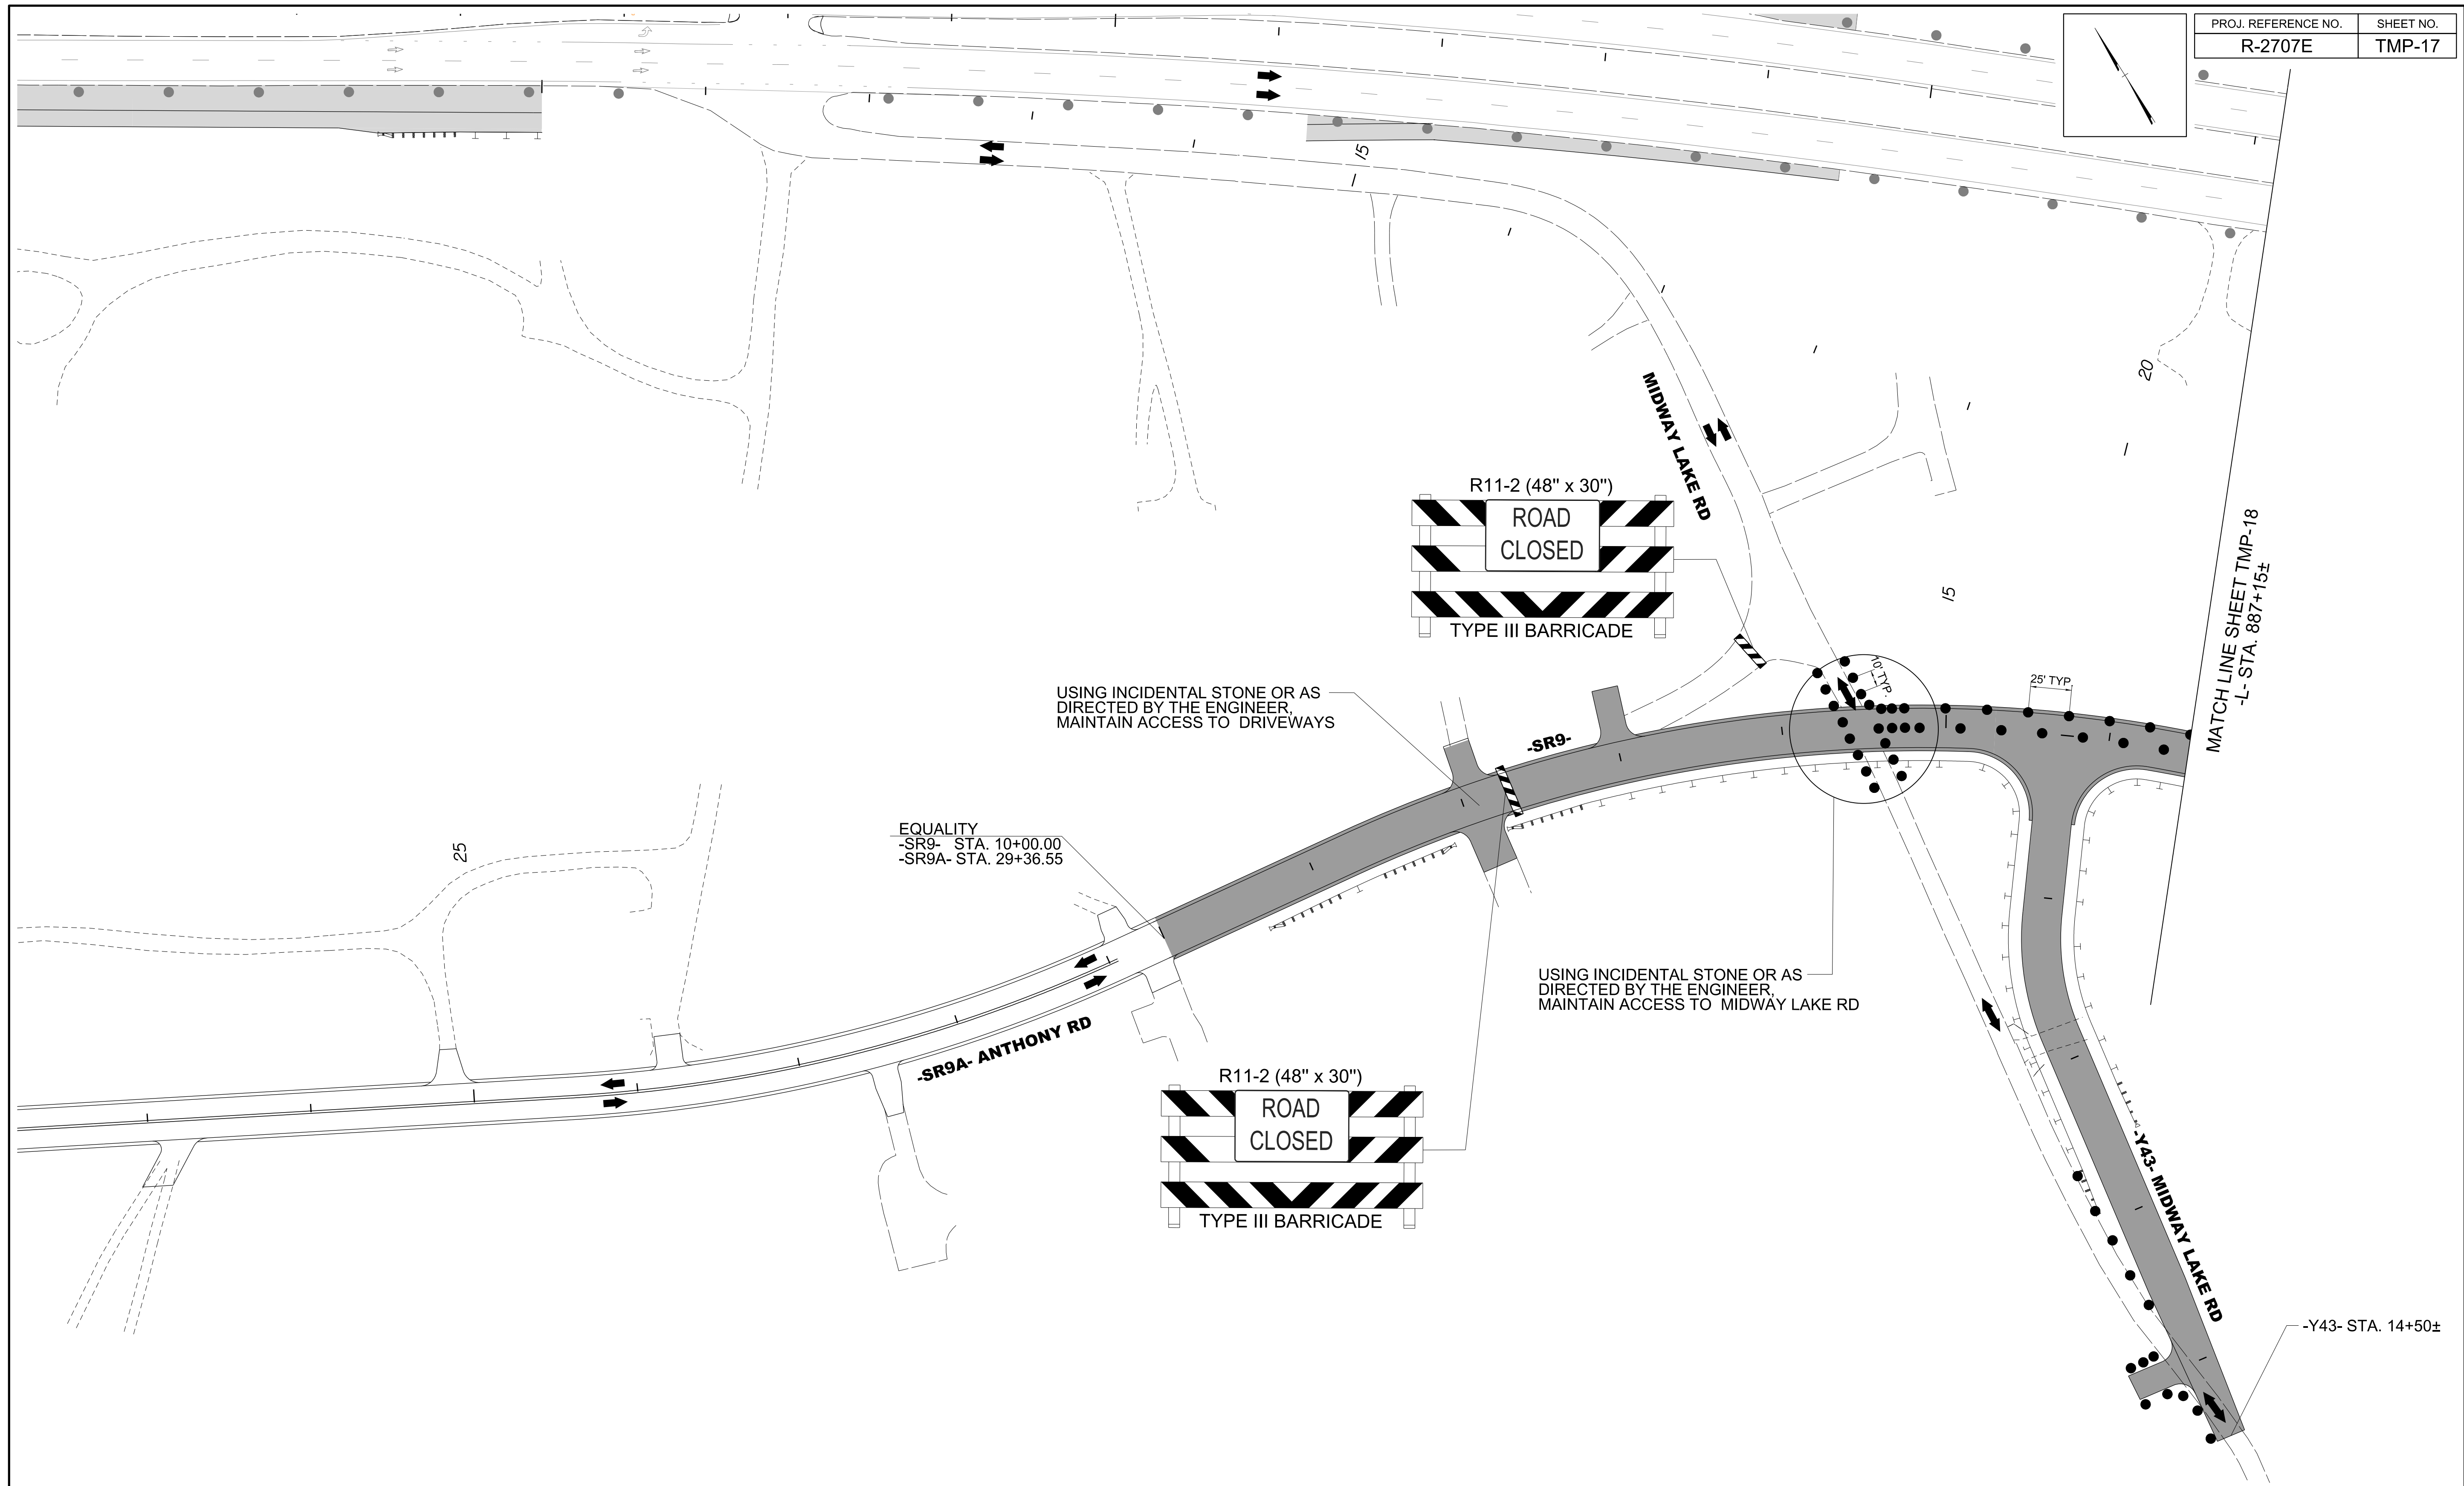 PROJ. REFERENCE NO.
SHEET NO.
R-2707E
TMP-17
15
20
MIDWAY LAKE RD
R11-2 (48" x 30")
ROAD
CLOSED
TYPE III BARRICADE
15
MATCH LINE SHEET TMP-18
-L- STA. 887+15±
10' TYP.
25' TYP.
USING INCIDENTAL STONE OR AS
DIRECTED BY THE ENGINEER,
MAINTAIN ACCESS TO DRIVEWAYS
-SR9-
EQUALITY
-SR9- STA. 10+00.00
-SR9A- STA. 29+36.55
25
USING INCIDENTAL STONE OR AS
DIRECTED BY THE ENGINEER,
MAINTAIN ACCESS TO MIDWAY LAKE RD
-SR9A- ANTHONY RD
R11-2 (48" x 30")
ROAD
CLOSED
TYPE III BARRICADE
-Y43- MIDWAY LAKE RD
-Y43- STA. 14+50±